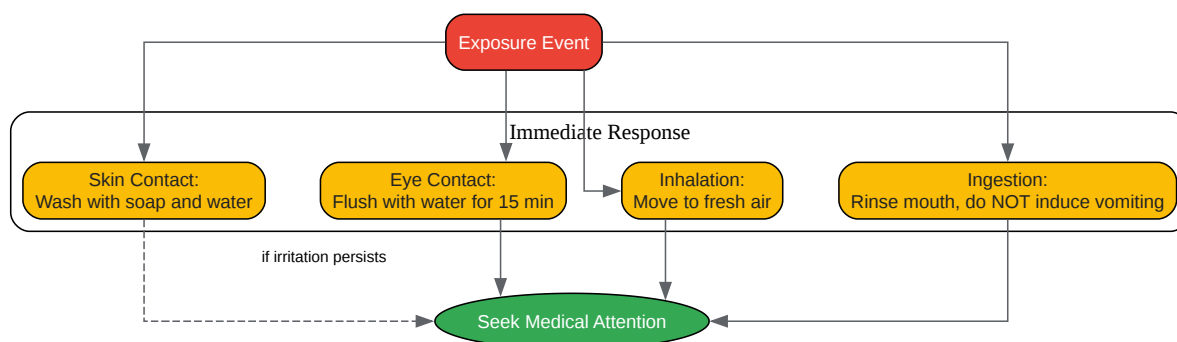 Exposure Event
Immediate Response
Skin Contact:
Wash with soap and water
Eye Contact:
Flush with water for 15 min
Inhalation:
Move to fresh air
Ingestion:
Rinse mouth, do NOT induce vomiting
if irritation persists
Seek Medical Attention